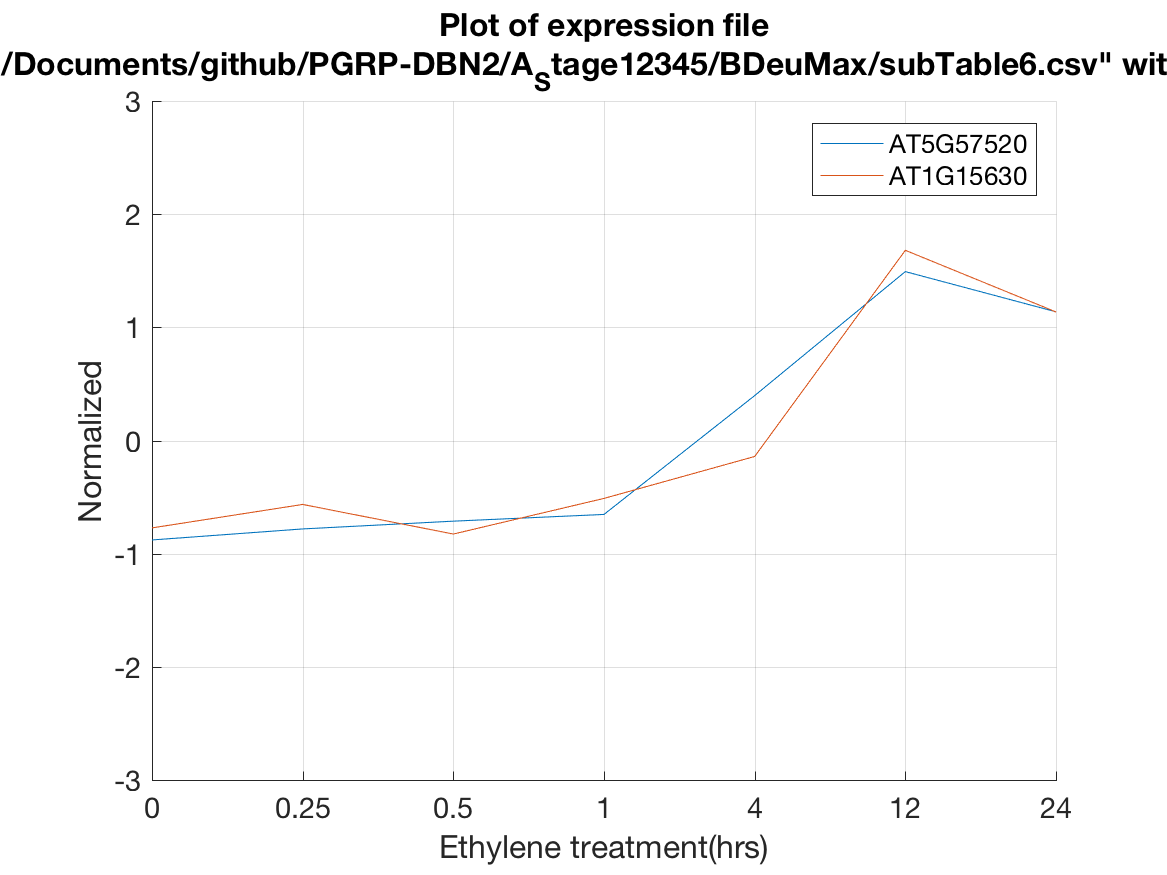 Plot of expression file
/Documents/github/PGRP-DBN2/AStage12345/BDeuMax/subTable6.csv" wit
3
AT5G57520
AT1G15630
2
1
0
-1
-2
-3
Normalized
0 0.25 0.5 1 4 12 24
Ethylene treatment(hrs)